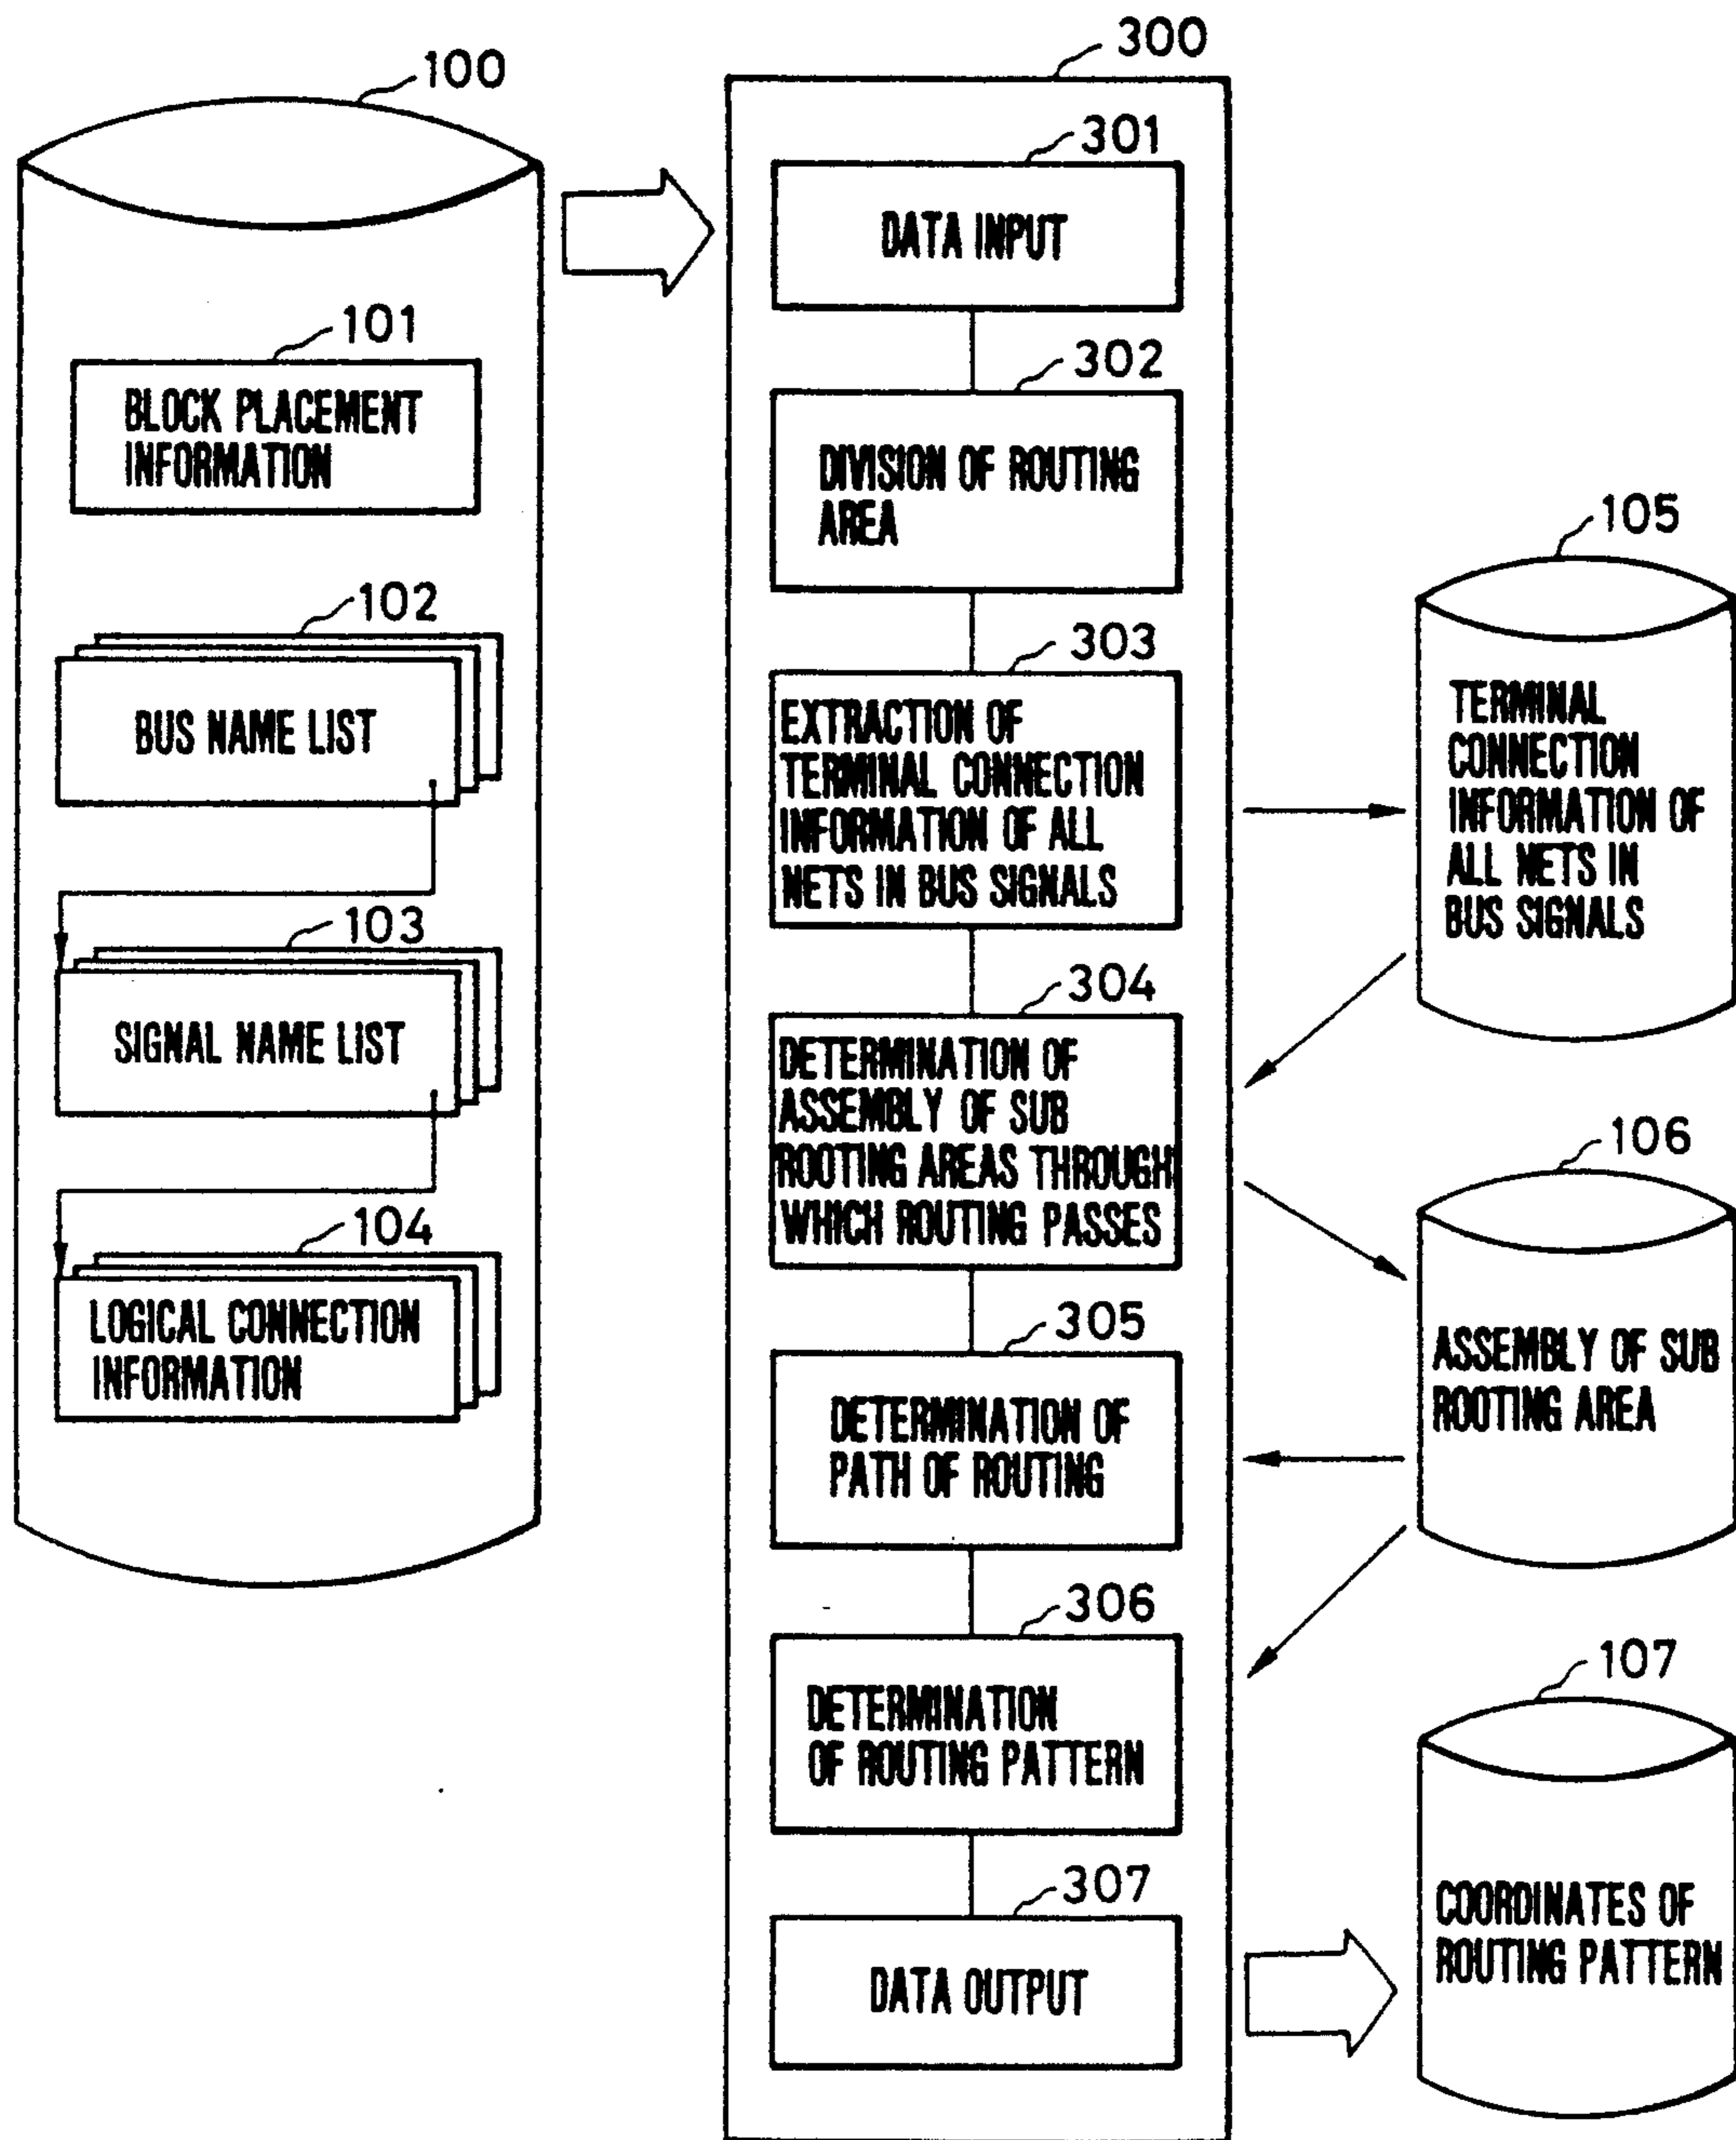 100
101
BLOCK PLACEMENT
INFORMATION
102
BUS NAME LIST
103
SIGNAL NAME LIST
104
LOGICAL CONNECTION
INFORMATION
300
301
DATA INPUT
302
DIVISION OF ROUTING
AREA
303
EXTRACTION OF
TERMINAL CONNECTION
INFORMATION OF ALL
NETS IN BUS SIGNALS
304
DETERMINATION OF
ASSEMBLY OF SUB
ROOTING AREAS THROUGH
WHICH ROUTING PASSES
305
DETERMINATION OF
PATH OF ROUTING
306
DETERMINATION
OF ROUTING PATTERN
307
DATA OUTPUT
105
TERMINAL
CONNECTION
INFORMATION OF
ALL NETS IN
BUS SIGNALS
106
ASSEMBLY OF SUB
ROOTING AREA
107
COORDINATES OF
ROUTING PATTERN